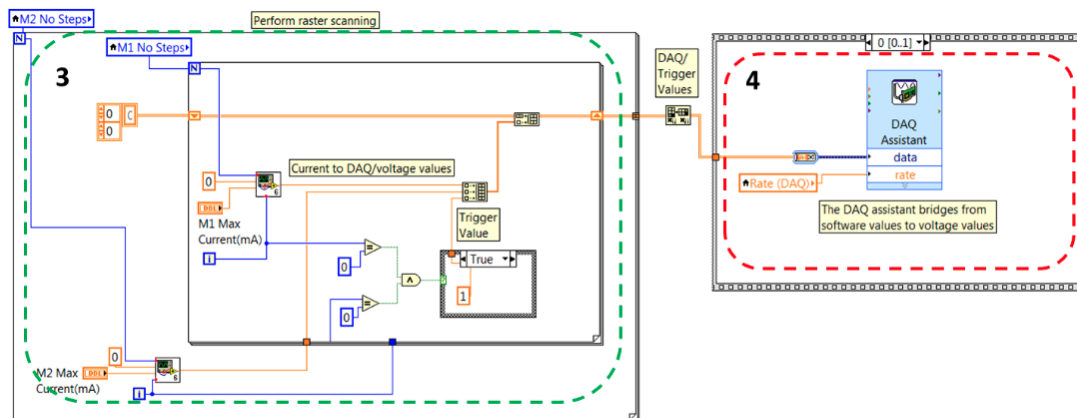 M2 No Steps
Perform raster scanning
N
M1 No Steps
3
N
0
0
C
DAQ/
Trigger
Values
0 [0..1]
4
DAQ
Assistant
data
rate
Rate (DAQ)
The DAQ assistant bridges from
software values to voltage values
Current to DAQ/voltage values
0
6
DBL
M1 Max
Current(mA)
i
Trigger
Value
=
0
=
0
True
1
0
6
M2 Max
DBL
Current(mA)
i